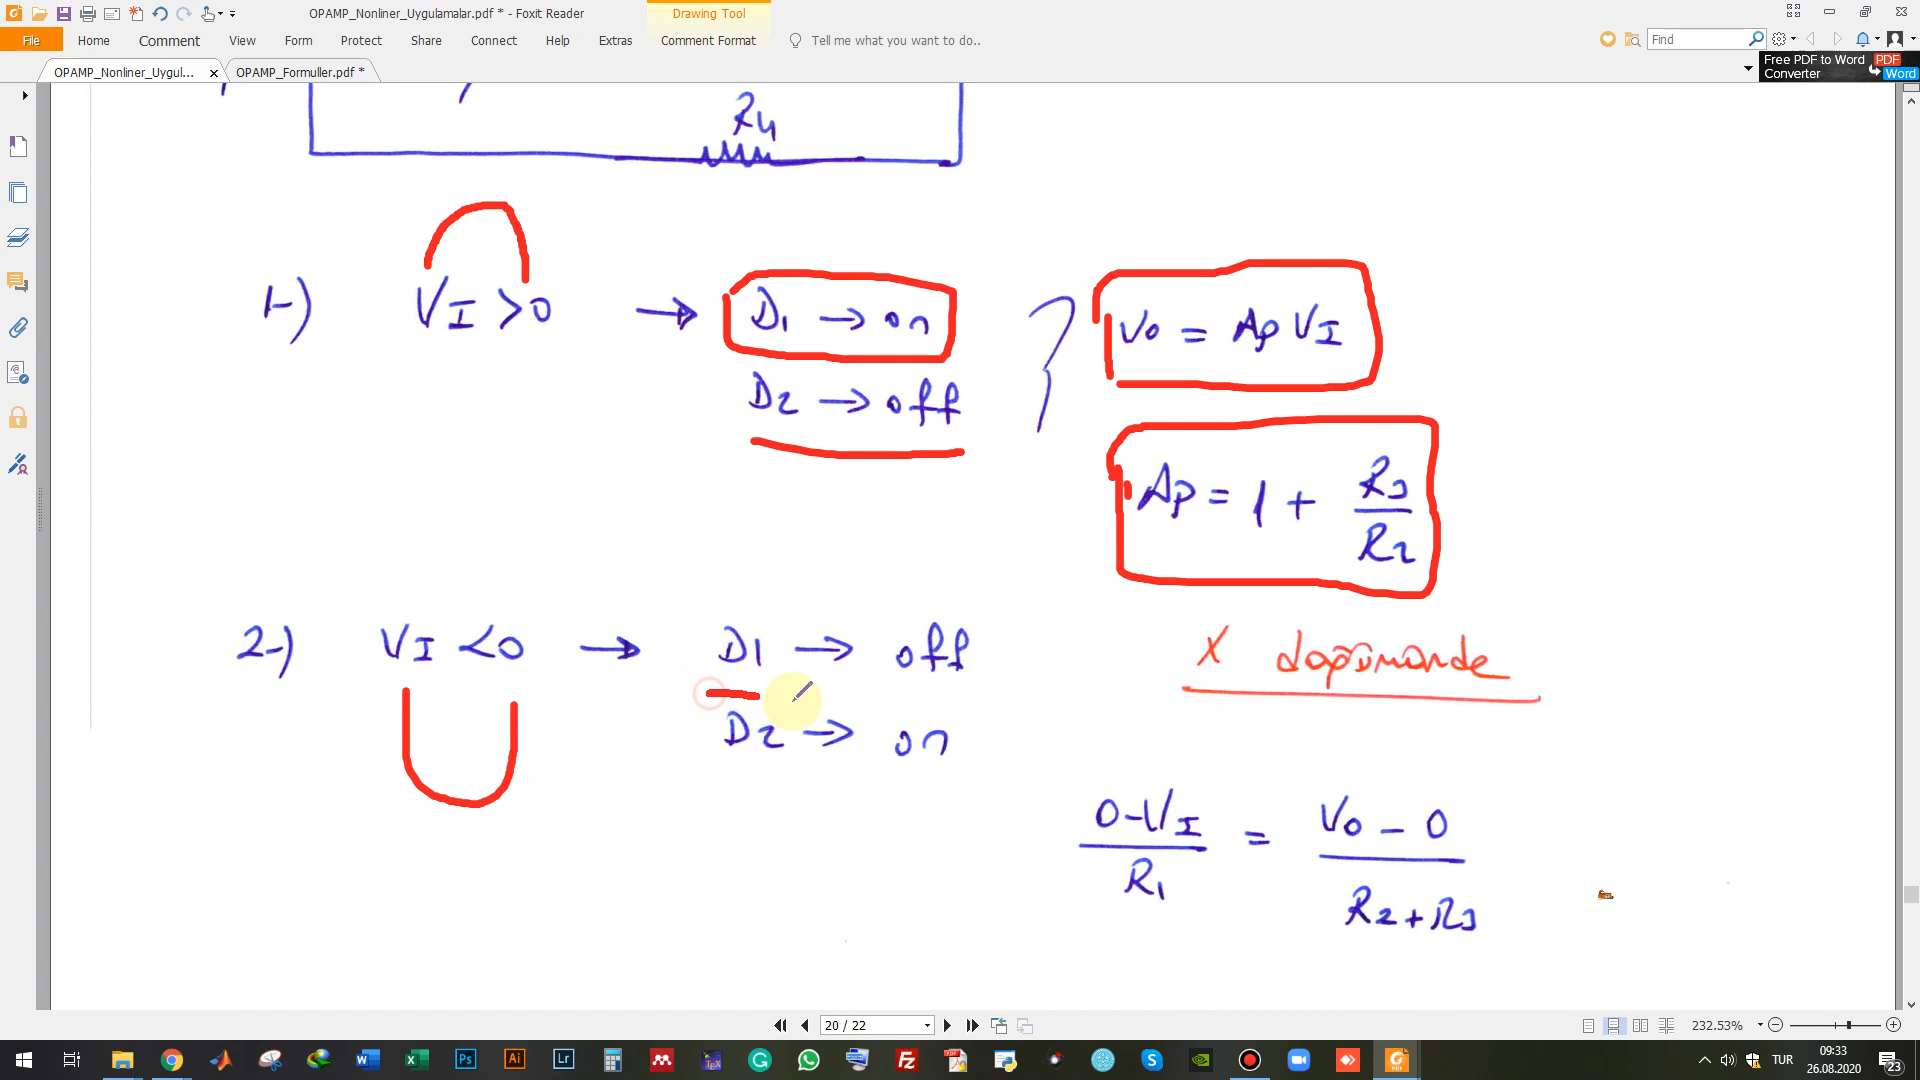 OPAMP_Nonliner_Uygulamalar.pdf * - Foxit Reader
Drawing Tool
File
Home
Comment
View
Form
Protect
Share
Connect
Help
Extras
Comment Format
Tell me what you want to do..
Find
OPAMP_Nonliner_Uygul...
OPAMP_Formuller.pdf *
Free PDF to Word Converter
PDF
Word
R4
1-) VI > 0 → D1 → on
D2 → off
Vo = Ap VI
Ap = 1 + R3/R2
2-) VI < 0 → D1 → off
D2 → on
(0 - VI)/R1 = (Vo - 0)/(R2 + R3)
20 / 22
232.53%
TUR
09:33
26.08.2020
23